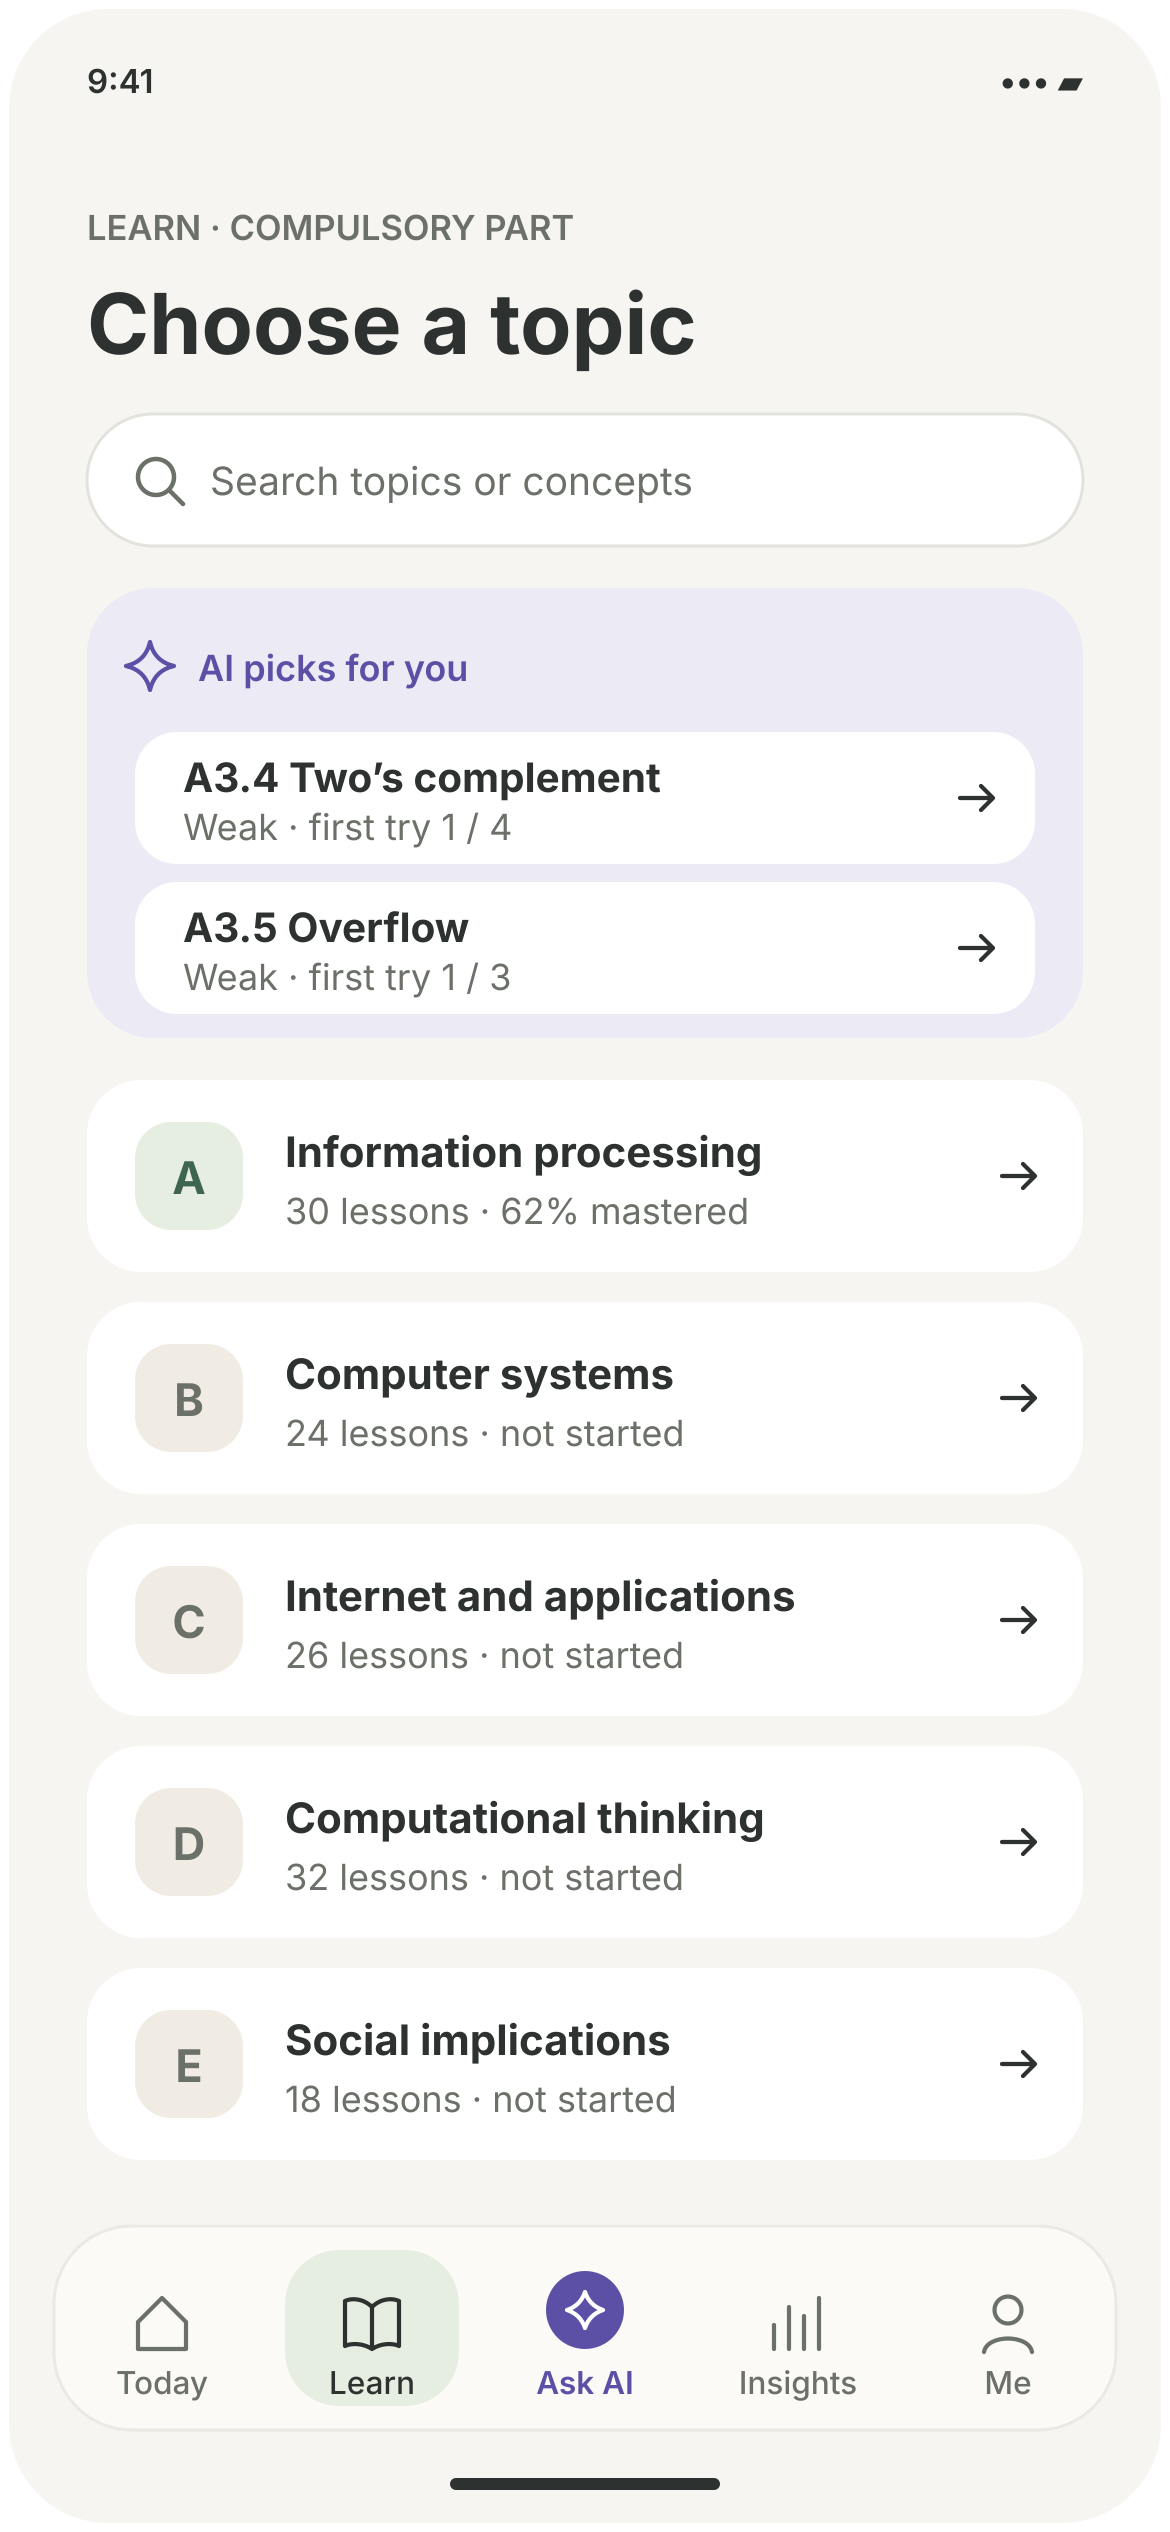 9:41
LEARN · COMPULSORY PART
Choose a topic
Search topics or concepts
AI picks for you
A3.4 Two’s complement
Weak · first try 1 / 4
A3.5 Overflow
Weak · first try 1 / 3
A
Information processing
30 lessons · 62% mastered
B
Computer systems
24 lessons · not started
C
Internet and applications
26 lessons · not started
D
Computational thinking
32 lessons · not started
E
Social implications
18 lessons · not started
Today
Learn
Ask AI
Insights
Me